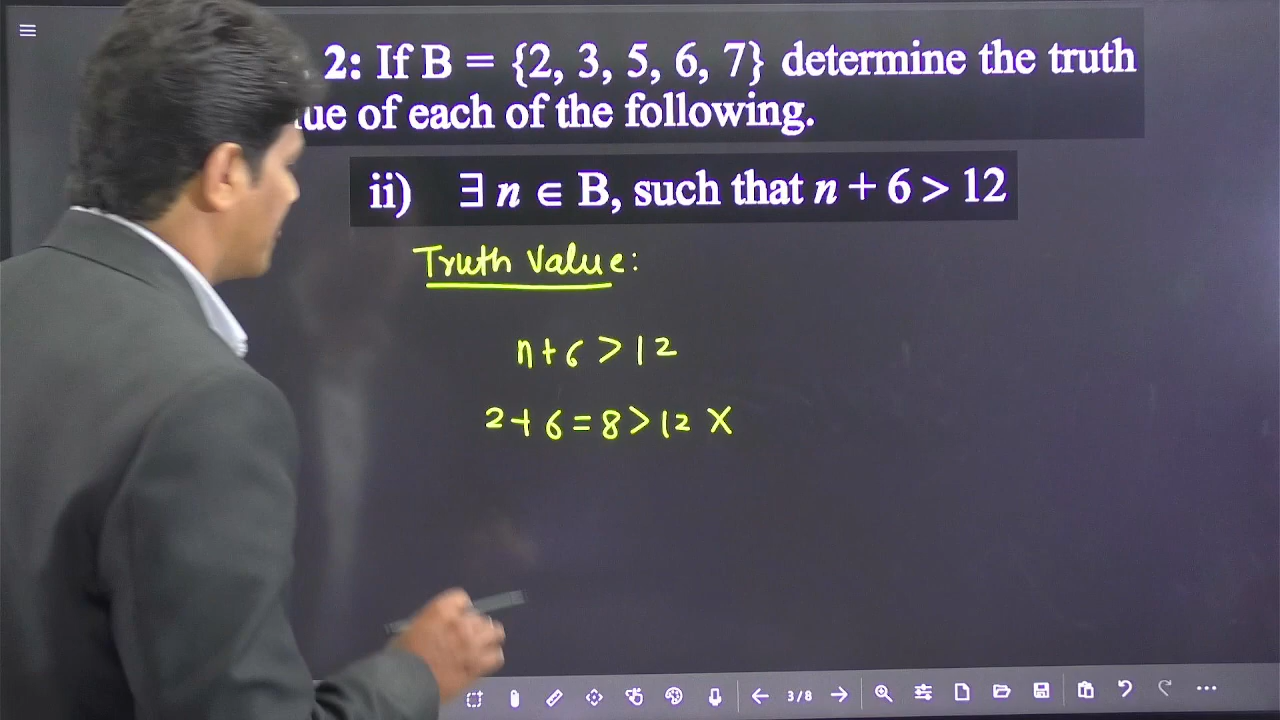 2: If B = {2, 3, 5, 6, 7} determine the truth
of each of the following.
ii) ∃ n ∈ B, such that n + 6 > 12
Truth Value:
n+6 > 12
2+6 = 8 > 12 X
3/8